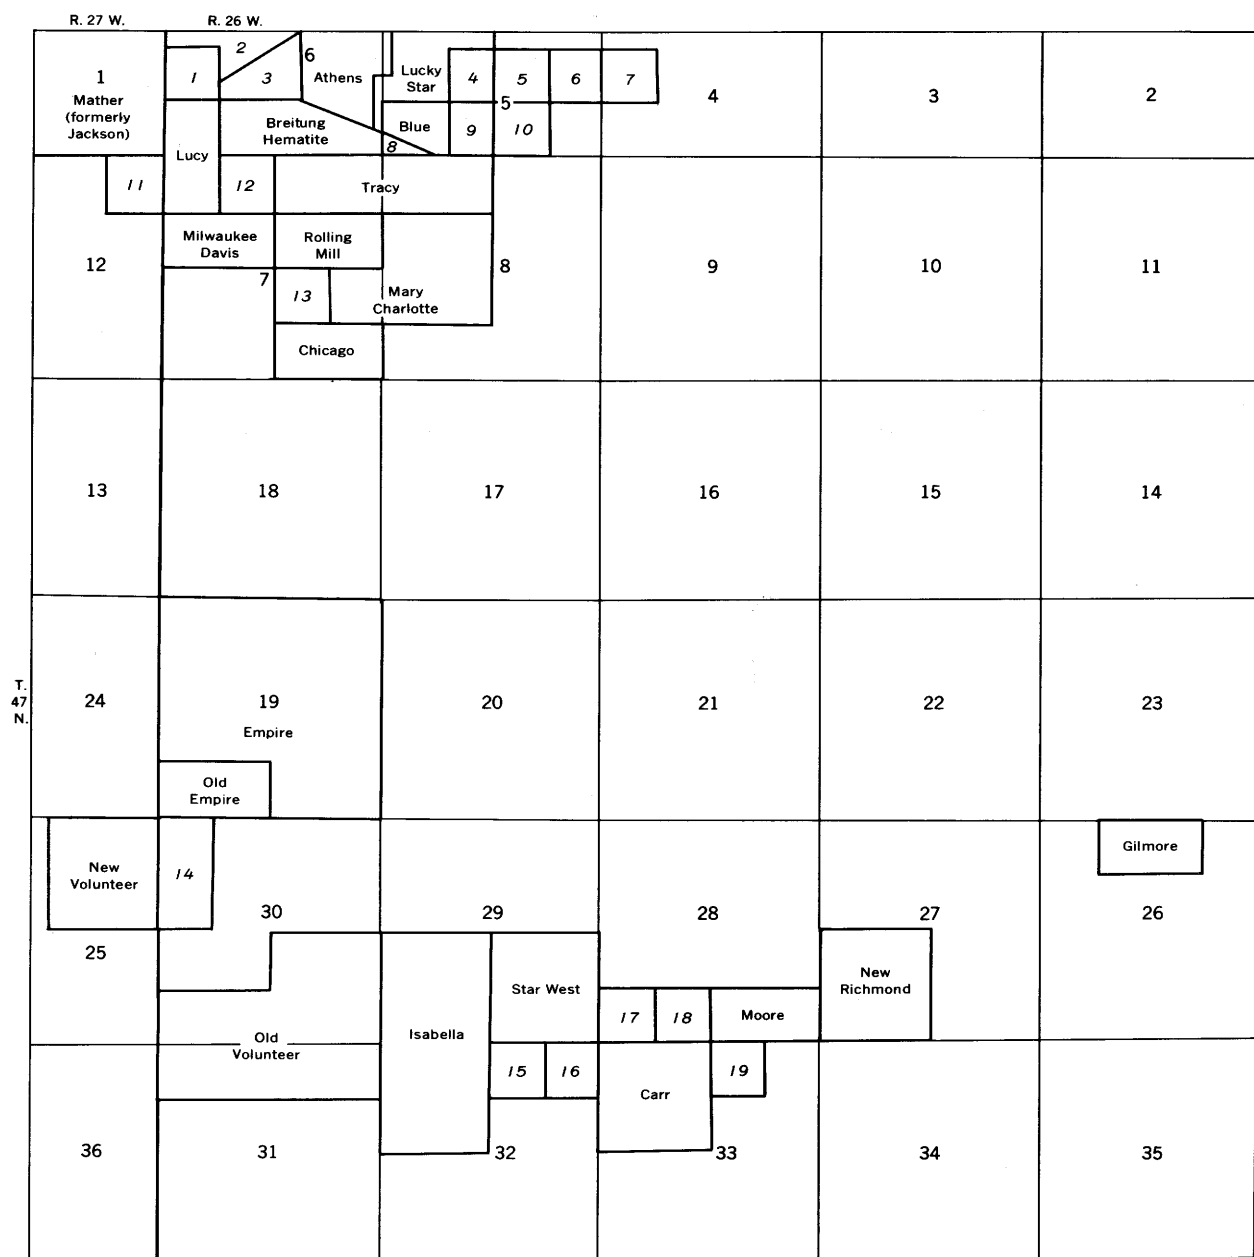 R. 27 W. R. 26 W.
1
Mather
(formerly
Jackson)
1
2
3
6
Athens
Lucky
Star
4
5
6
7
5
4
3
2
Breitung
Hematite
Blue
8
9
10
Lucy
11
12
Tracy
Milwaukee
Davis
Rolling
Mill
12
7
13
Mary
Charlotte
8
9
10
11
Chicago
13
18
17
16
15
14
T.
47
N.
24
19
Empire
20
21
22
23
Old
Empire
New
Volunteer
14
Gilmore
25
30
29
28
27
26
Star West
New
Richmond
Isabella
17
18
Moore
Old
Volunteer
15
16
Carr
19
36
31
32
33
34
35